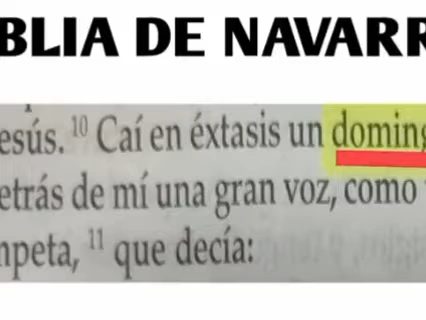 BLIA DE NAVARR
esús. ¹⁰ Caí en éxtasis un doming
etrás de mí una gran voz, como
npeta, ¹¹ que decía: